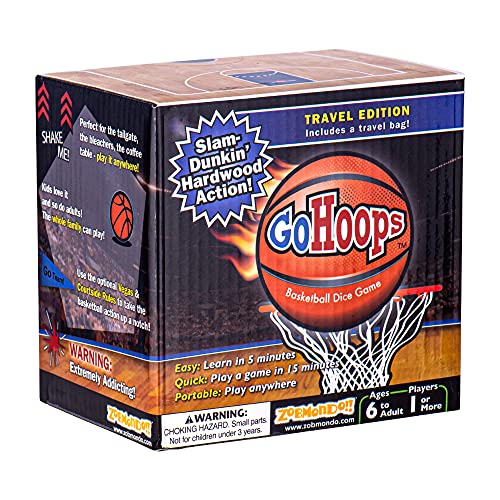 SHAKE
ME!
Perfect for the tailgate,
the bleachers, the coffee
table - play it anywhere!
Kids love it
and so do adults!
The whole family can play!
Go Team!
Use the optional Vegas &
Courtside Rules to take the
Basketball action up a notch!
WARNING:
Extremely Addicting!
TRAVEL EDITION
Includes a travel bag!
Slam-
Dunkin'
Hardwood
Action!
GoHoops
TM
Basketball Dice Game
Easy: Learn in 5 minutes
Quick: Play a game in 15 minutes
Portable: Play anywhere
WARNING:
CHOKING HAZARD. Small parts.
Not for children under 3 years.
ZOBMONDO!!
www.zobmondo.com
Ages
6 to
Adult
Players
1 or
More